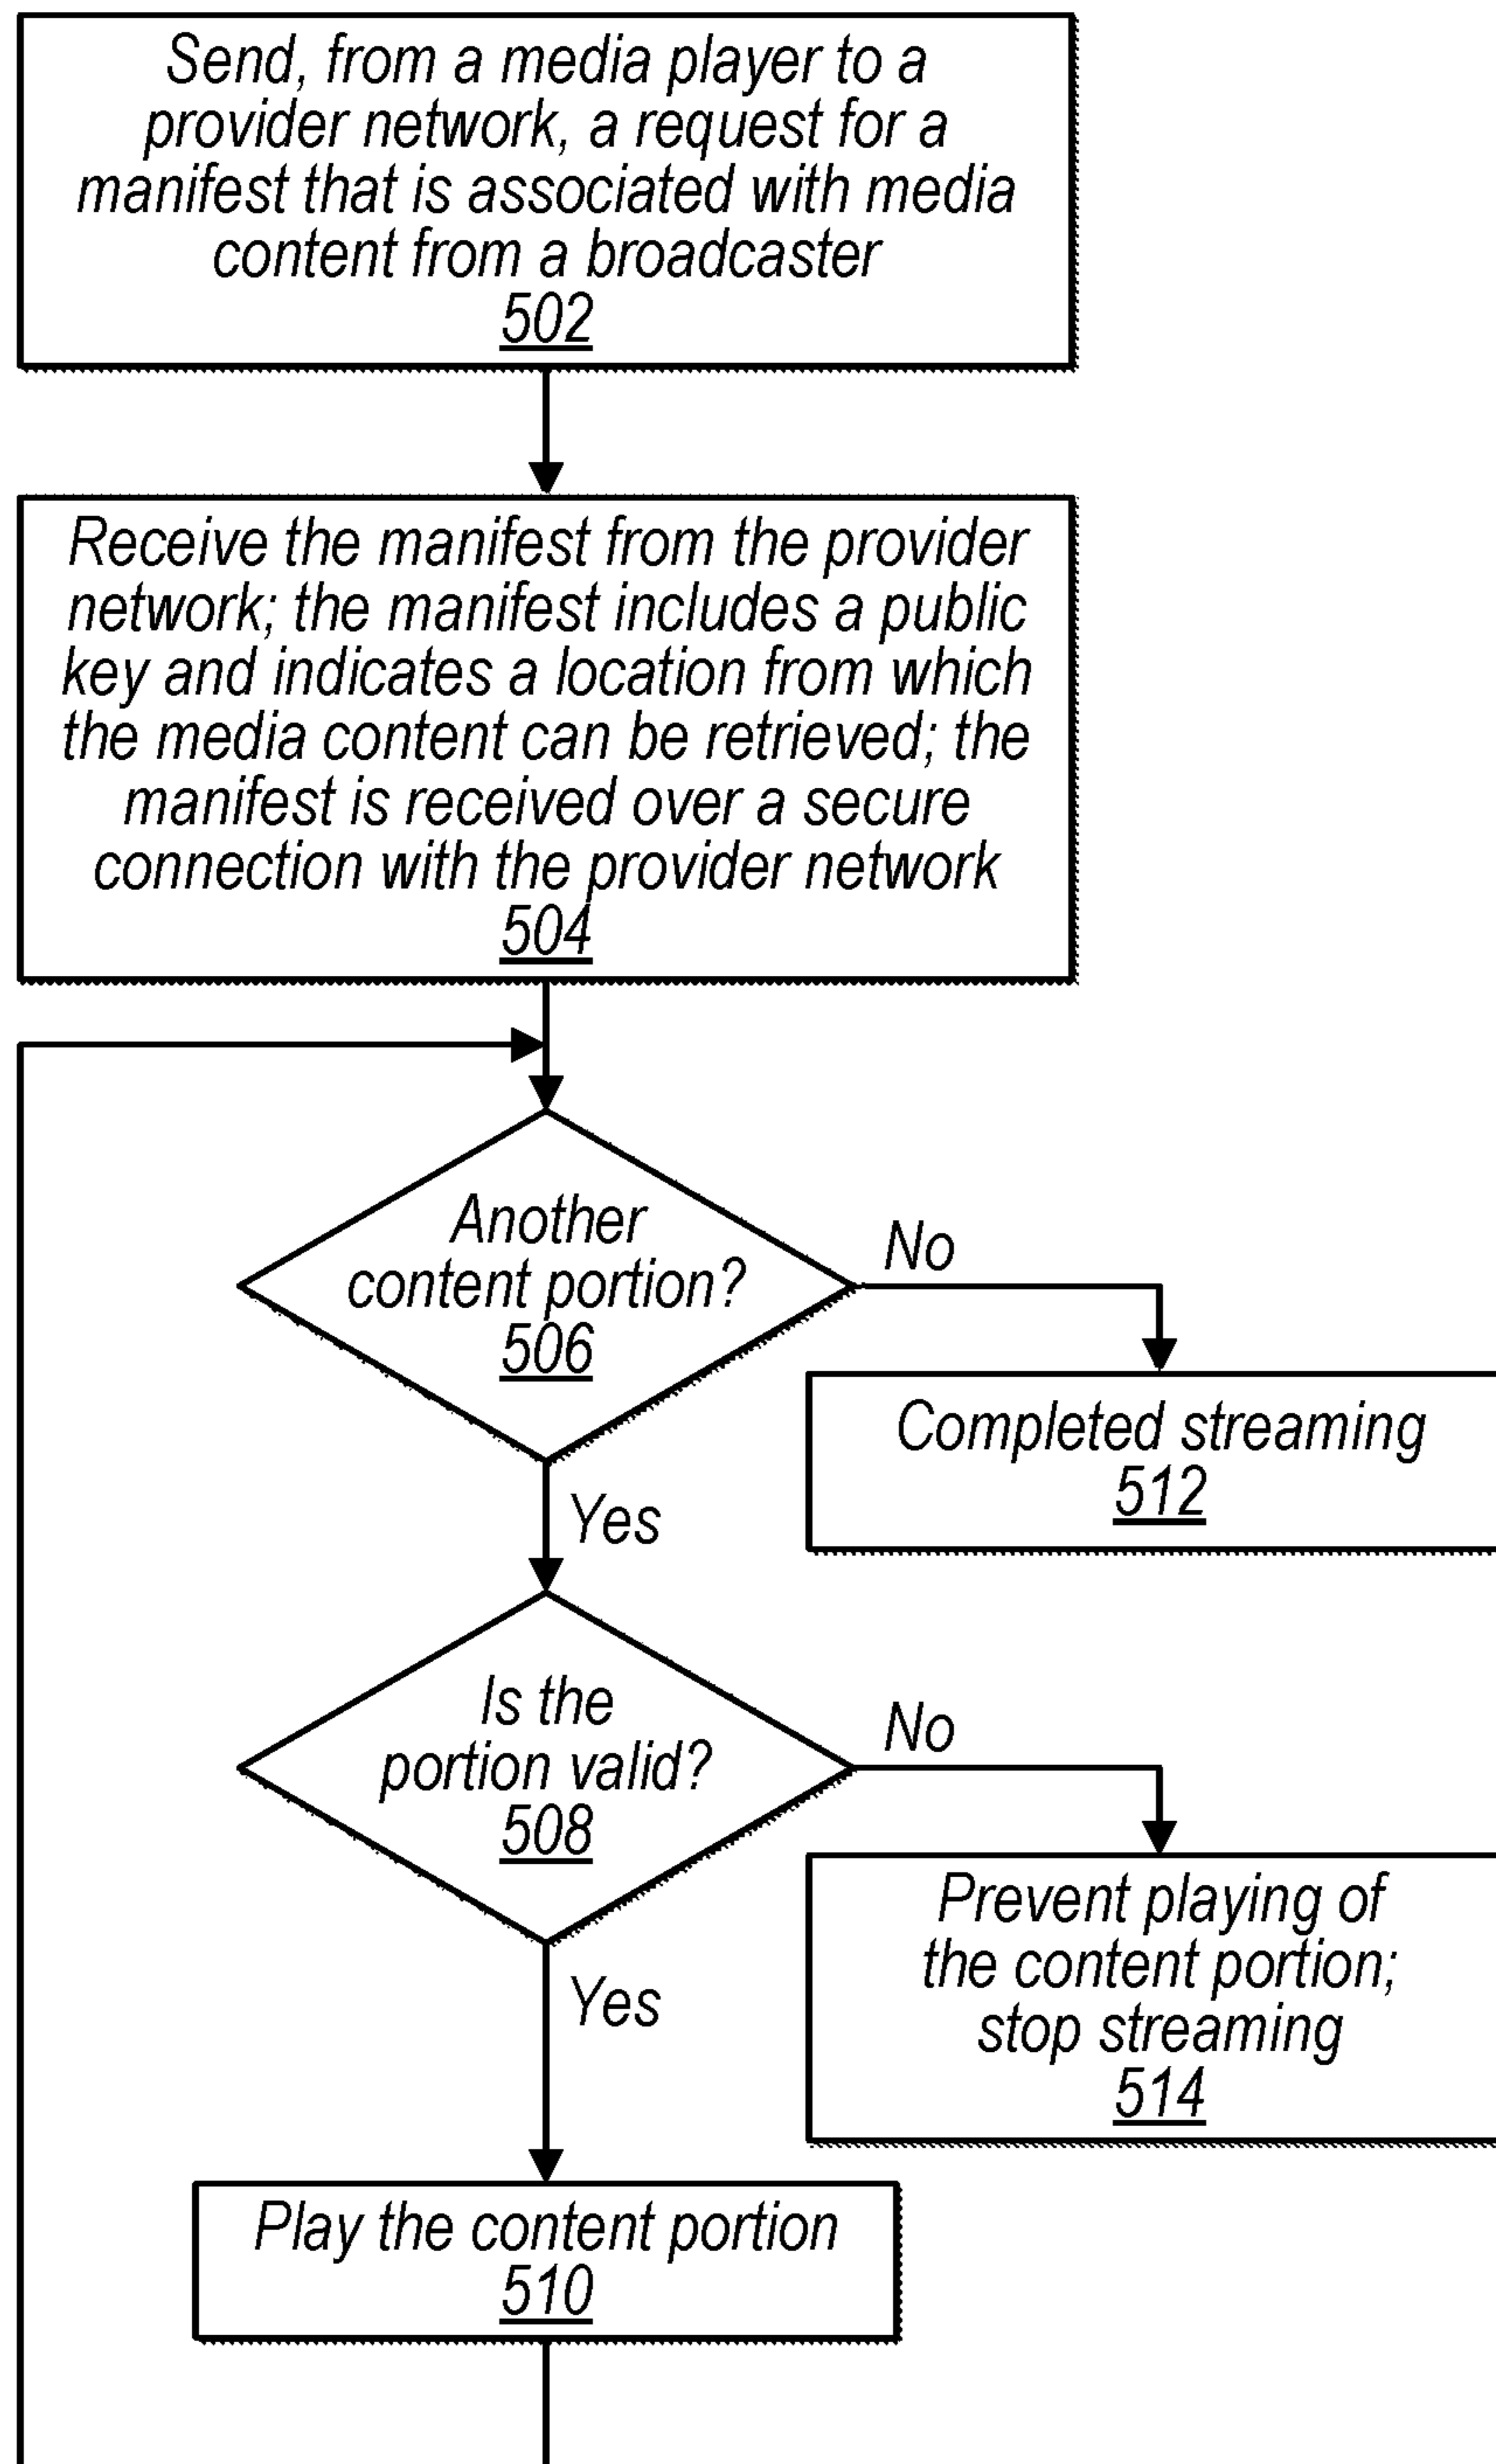 Send, from a media player to a
provider network, a request for a
manifest that is associated with media
content from a broadcaster
502
Receive the manifest from the provider
network; the manifest includes a public
key and indicates a location from which
the media content can be retrieved; the
manifest is received over a secure
connection with the provider network
504
Another
content portion?
506
No
Completed streaming
512
Yes
Is the
portion valid?
508
No
Prevent playing of
the content portion;
stop streaming
514
Yes
Play the content portion
510